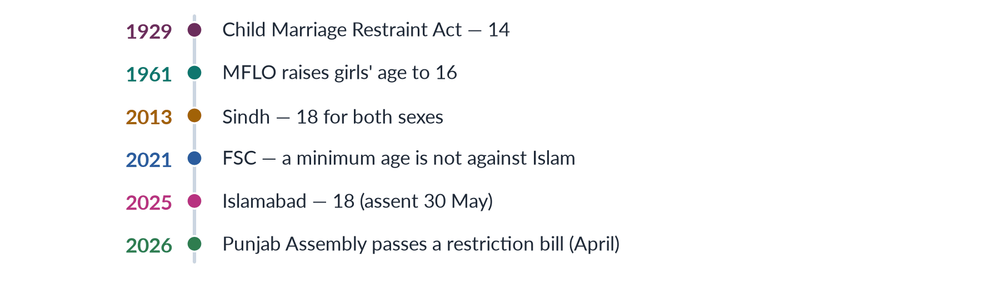 1929 Child Marriage Restraint Act — 14
1961 MFLO raises girls' age to 16
2013 Sindh — 18 for both sexes
2021 FSC — a minimum age is not against Islam
2025 Islamabad — 18 (assent 30 May)
2026 Punjab Assembly passes a restriction bill (April)